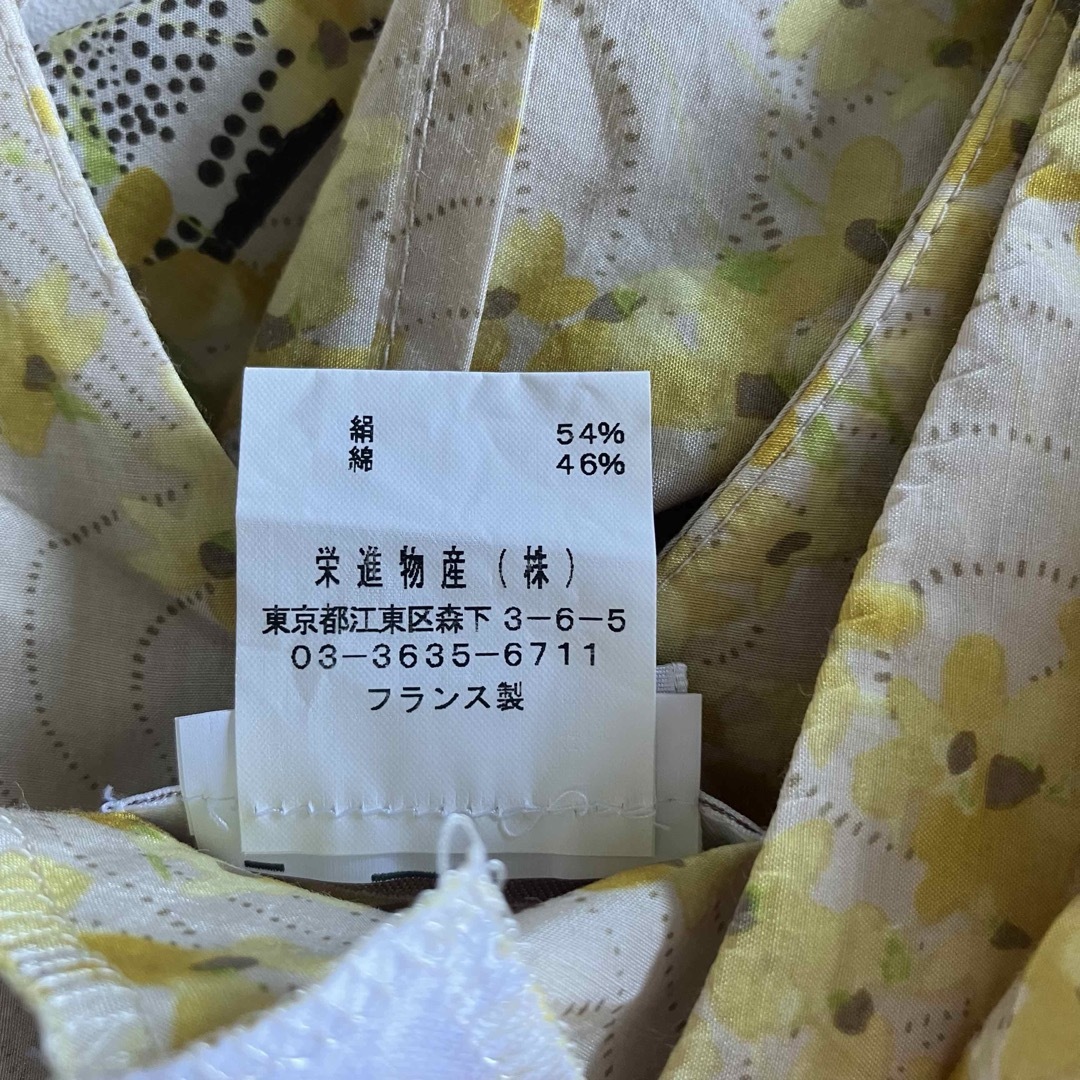 絹 54%
綿 46%
栄進物産(株)
東京都江東区森下3-6-5
03-3635-6711
フランス製